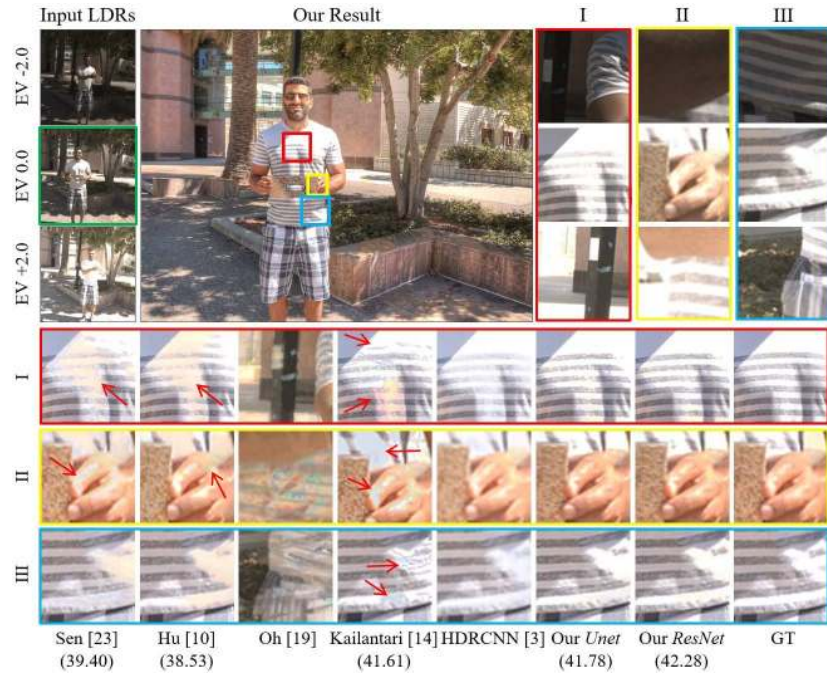 Input LDRs Our Result I II III
EV -2.0
EV 0.0
EV +2.0
I
II
III
Sen [23] Hu [10] Oh [19] Kailantari [14] HDRCNN [3] Our Unet Our ResNet GT
(39.40) (38.53) (41.61) (41.78) (42.28)